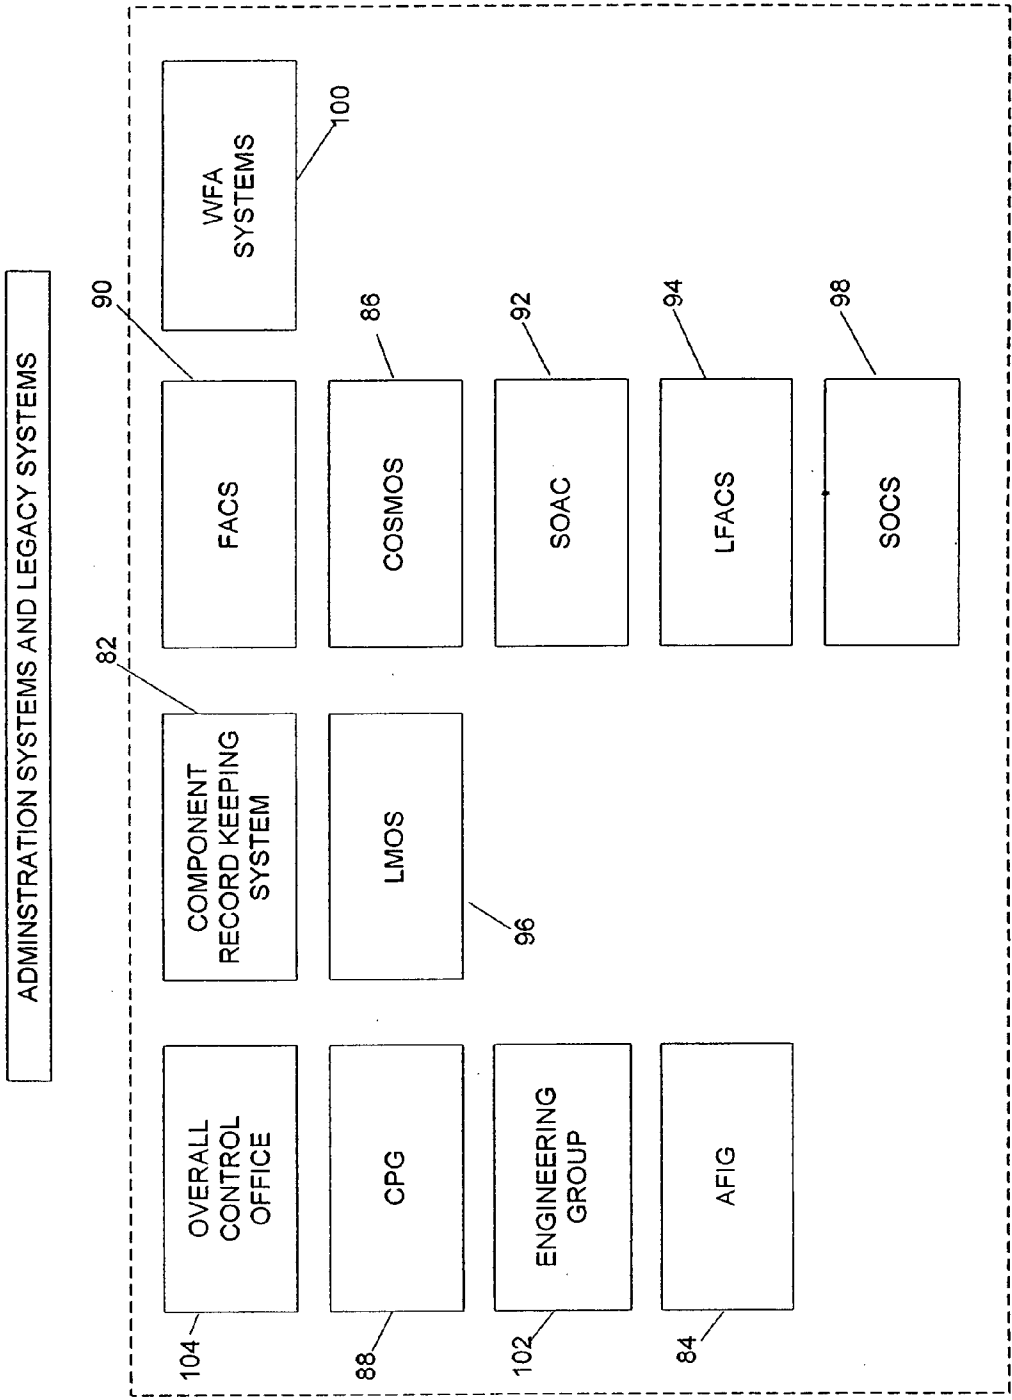 ADMINSTRATION SYSTEMS AND LEGACY SYSTEMS
104
OVERALL
CONTROL
OFFICE
82
COMPONENT
RECORD KEEPING
SYSTEM
90
FACS
WFA
SYSTEMS
100
88
CPG
LMOS
96
COSMOS
86
102
ENGINEERING
GROUP
SOAC
92
84
AFIG
LFACS
94
SOCS
98